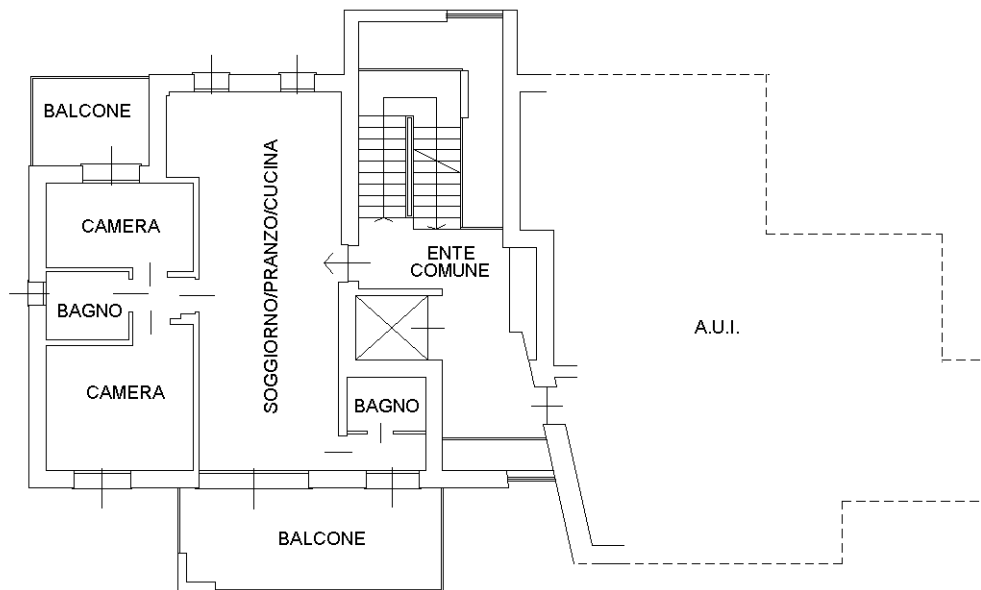 BALCONE
CAMERA
BAGNO
CAMERA
SOGGIORNO/PRANZO/CUCINA
ENTE
COMUNE
BAGNO
BALCONE
A.U.I.